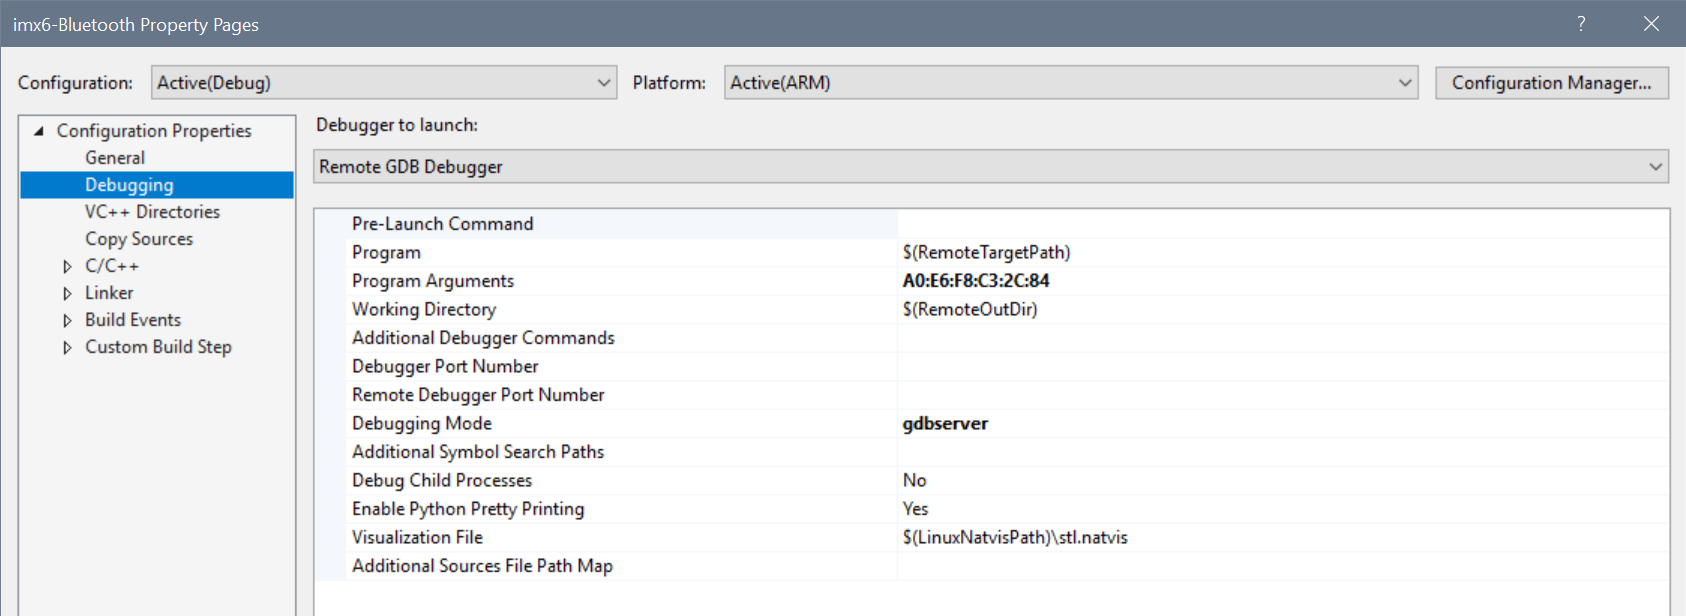 imx6-Bluetooth Property Pages ?
Configuration: Active(Debug) Platform: Active(ARM) Configuration Manager...
Configuration Properties
General
Debugging
VC++ Directories
Copy Sources
C/C++
Linker
Build Events
Custom Build Step
Debugger to launch:
Remote GDB Debugger
Pre-Launch Command
Program $(RemoteTargetPath)
Program Arguments A0:E6:F8:C3:2C:84
Working Directory $(RemoteOutDir)
Additional Debugger Commands
Debugger Port Number
Remote Debugger Port Number
Debugging Mode gdbserver
Additional Symbol Search Paths
Debug Child Processes No
Enable Python Pretty Printing Yes
Visualization File $(LinuxNatvisPath)\stl.natvis
Additional Sources File Path Map